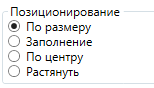 Позиционирование
По размеру
Заполнение
По центру
Растянуть